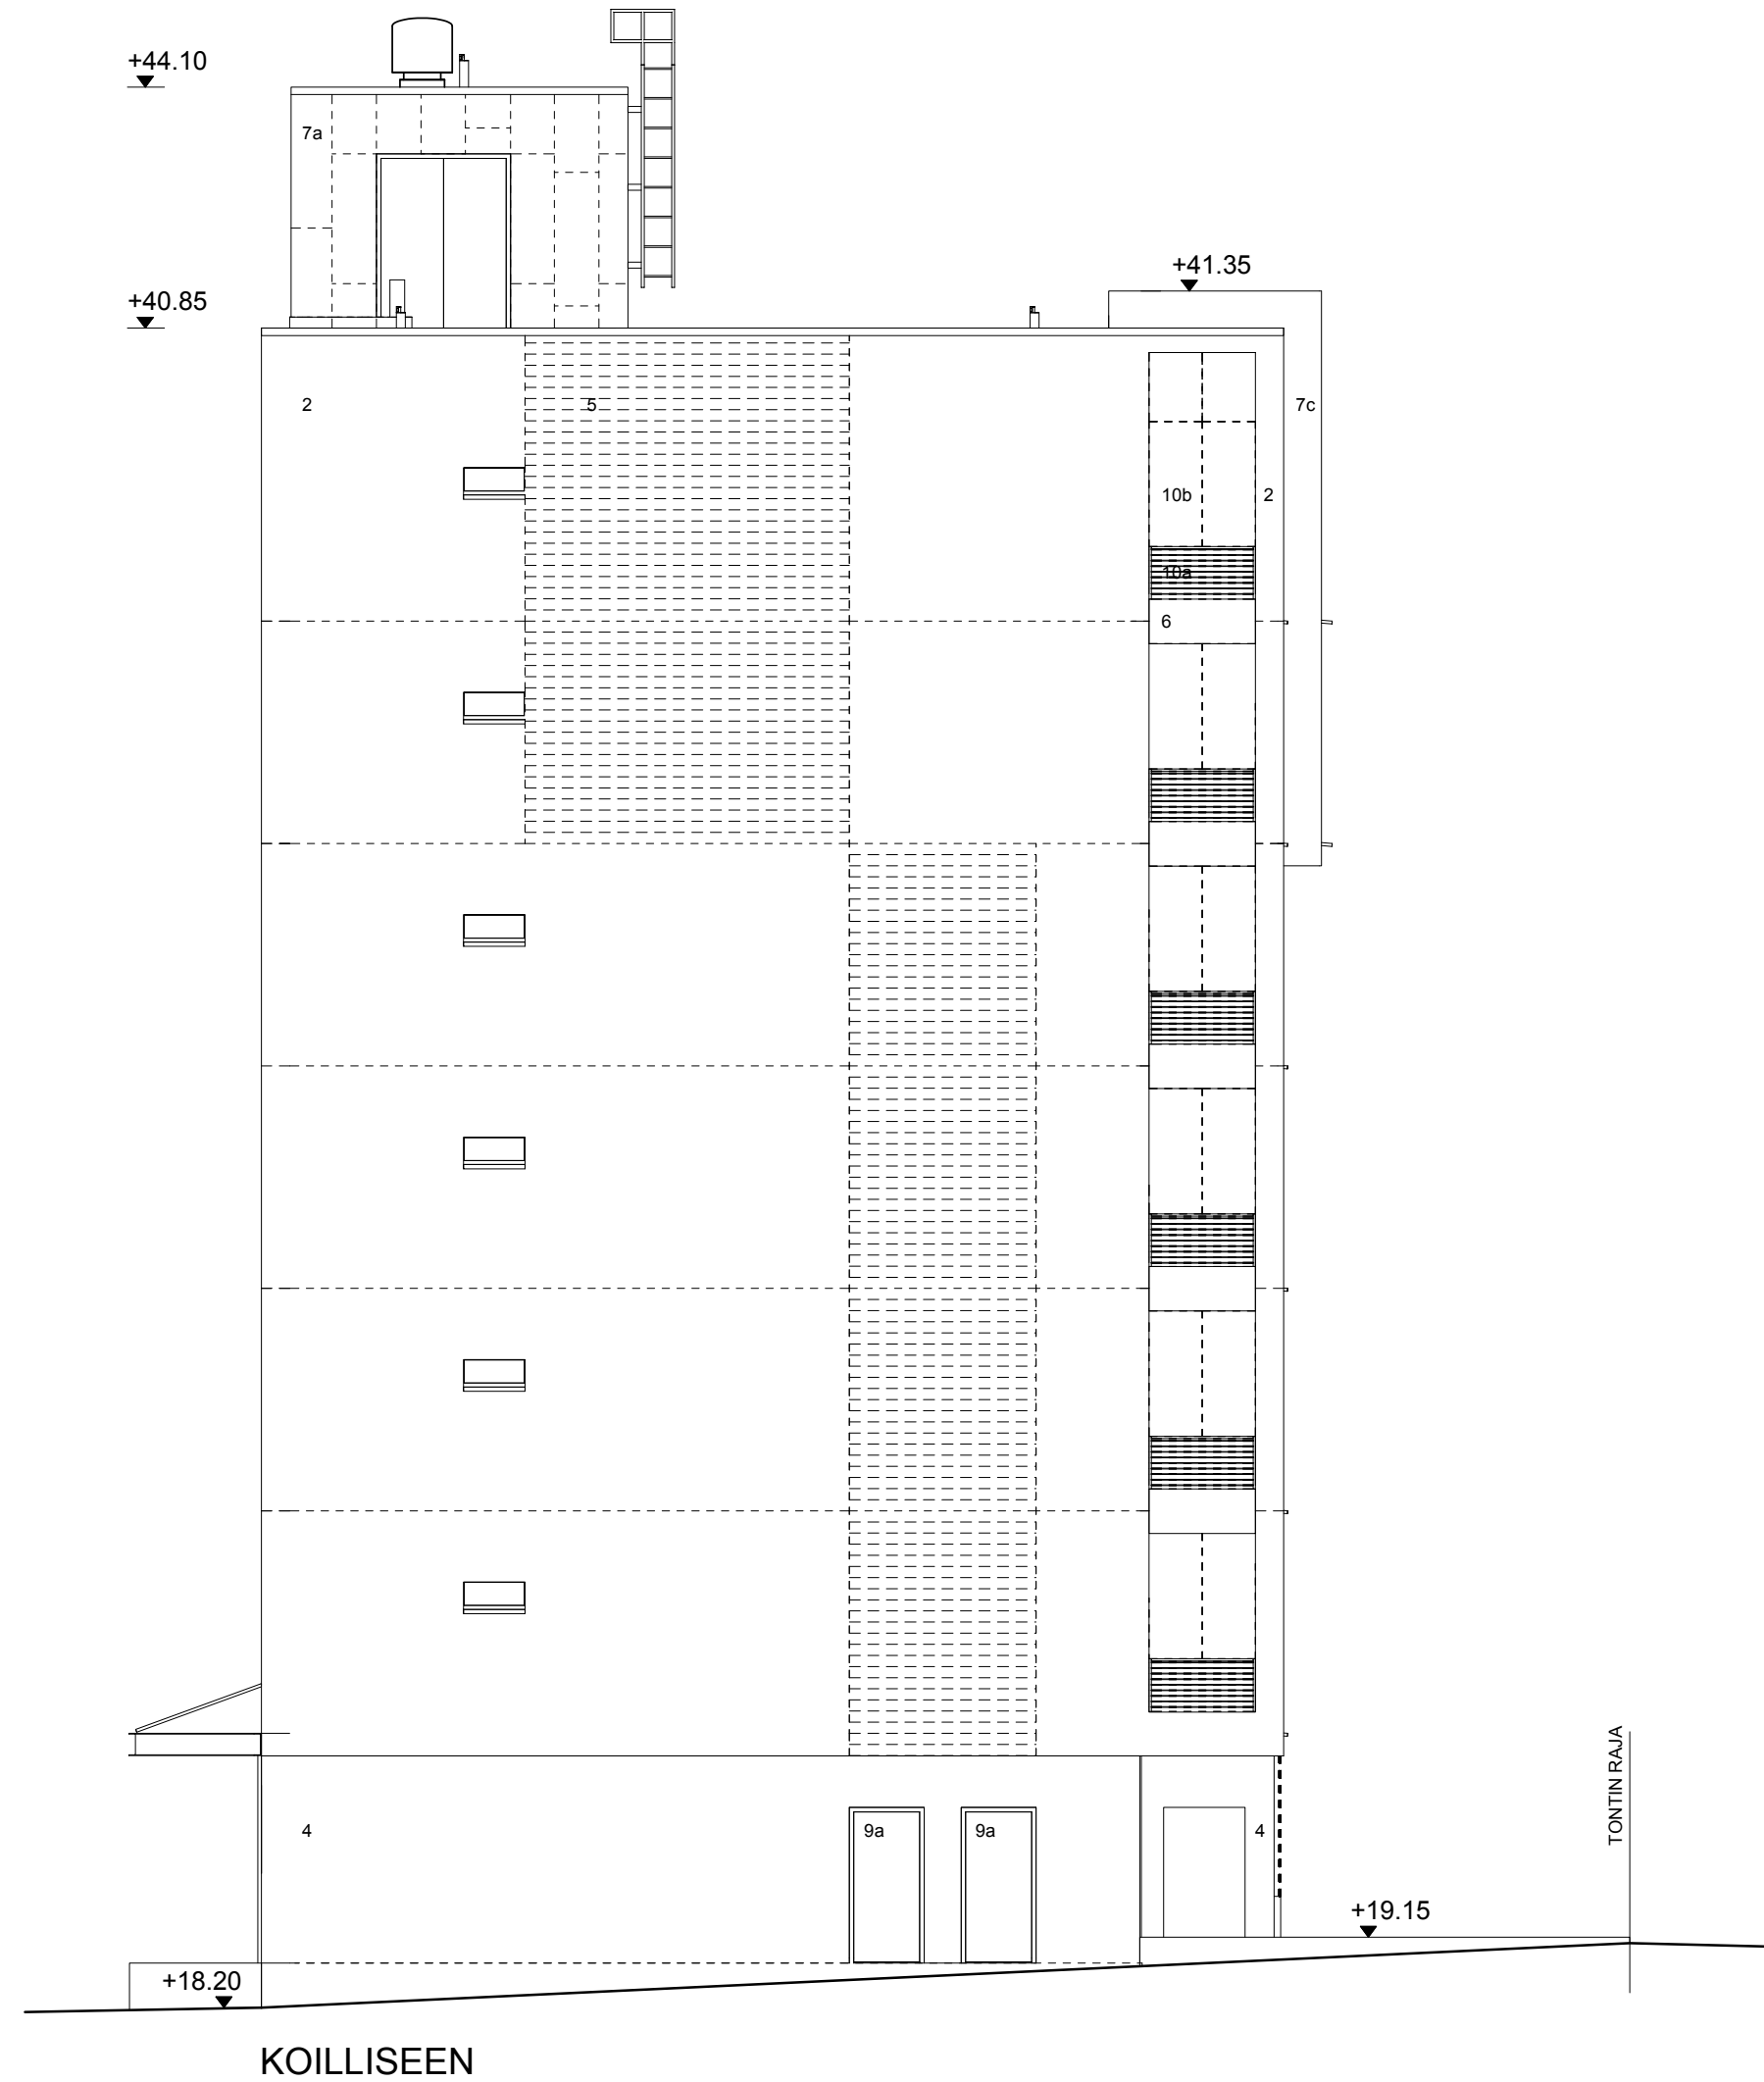 +44.10
7a
+41.35
+40.85
2
5
7c
10b
2
10a
6
TONTIN RAJA
4
9a
9a
4
+19.15
+18.20
KOILLISEEN